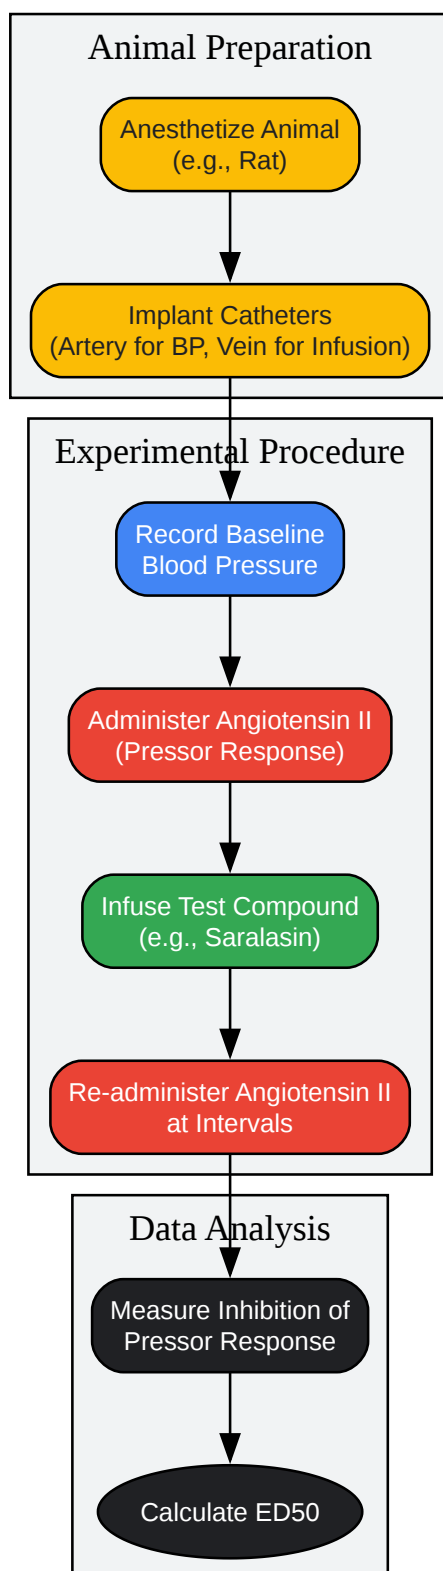 Animal Preparation
Anesthetize Animal
(e.g., Rat)
Implant Catheters
(Artery for BP, Vein for Infusion)
Experimental Procedure
Record Baseline
Blood Pressure
Administer Angiotensin II
(Pressor Response)
Infuse Test Compound
(e.g., Saralasin)
Re-administer Angiotensin II
at Intervals
Data Analysis
Measure Inhibition of
Pressor Response
Calculate ED50